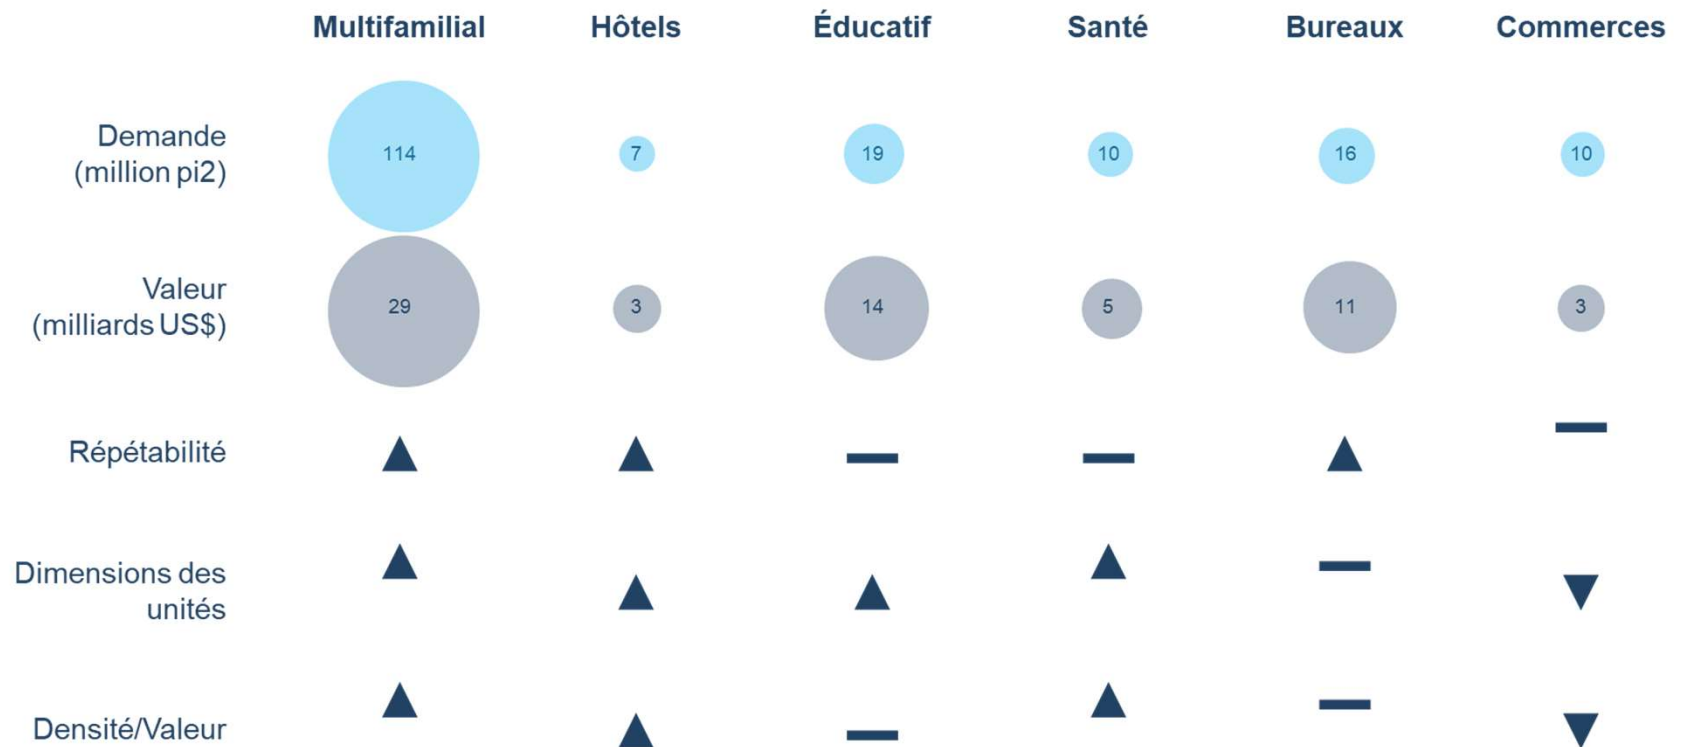 Multifamilial Hôtels Éducatif Santé Bureaux Commerces
Demande
(million pi2)
114 7 19 10 16 10
Valeur
(milliards US$)
29 3 14 5 11 3
Répétabilité
Dimensions des
unités
Densité/Valeur